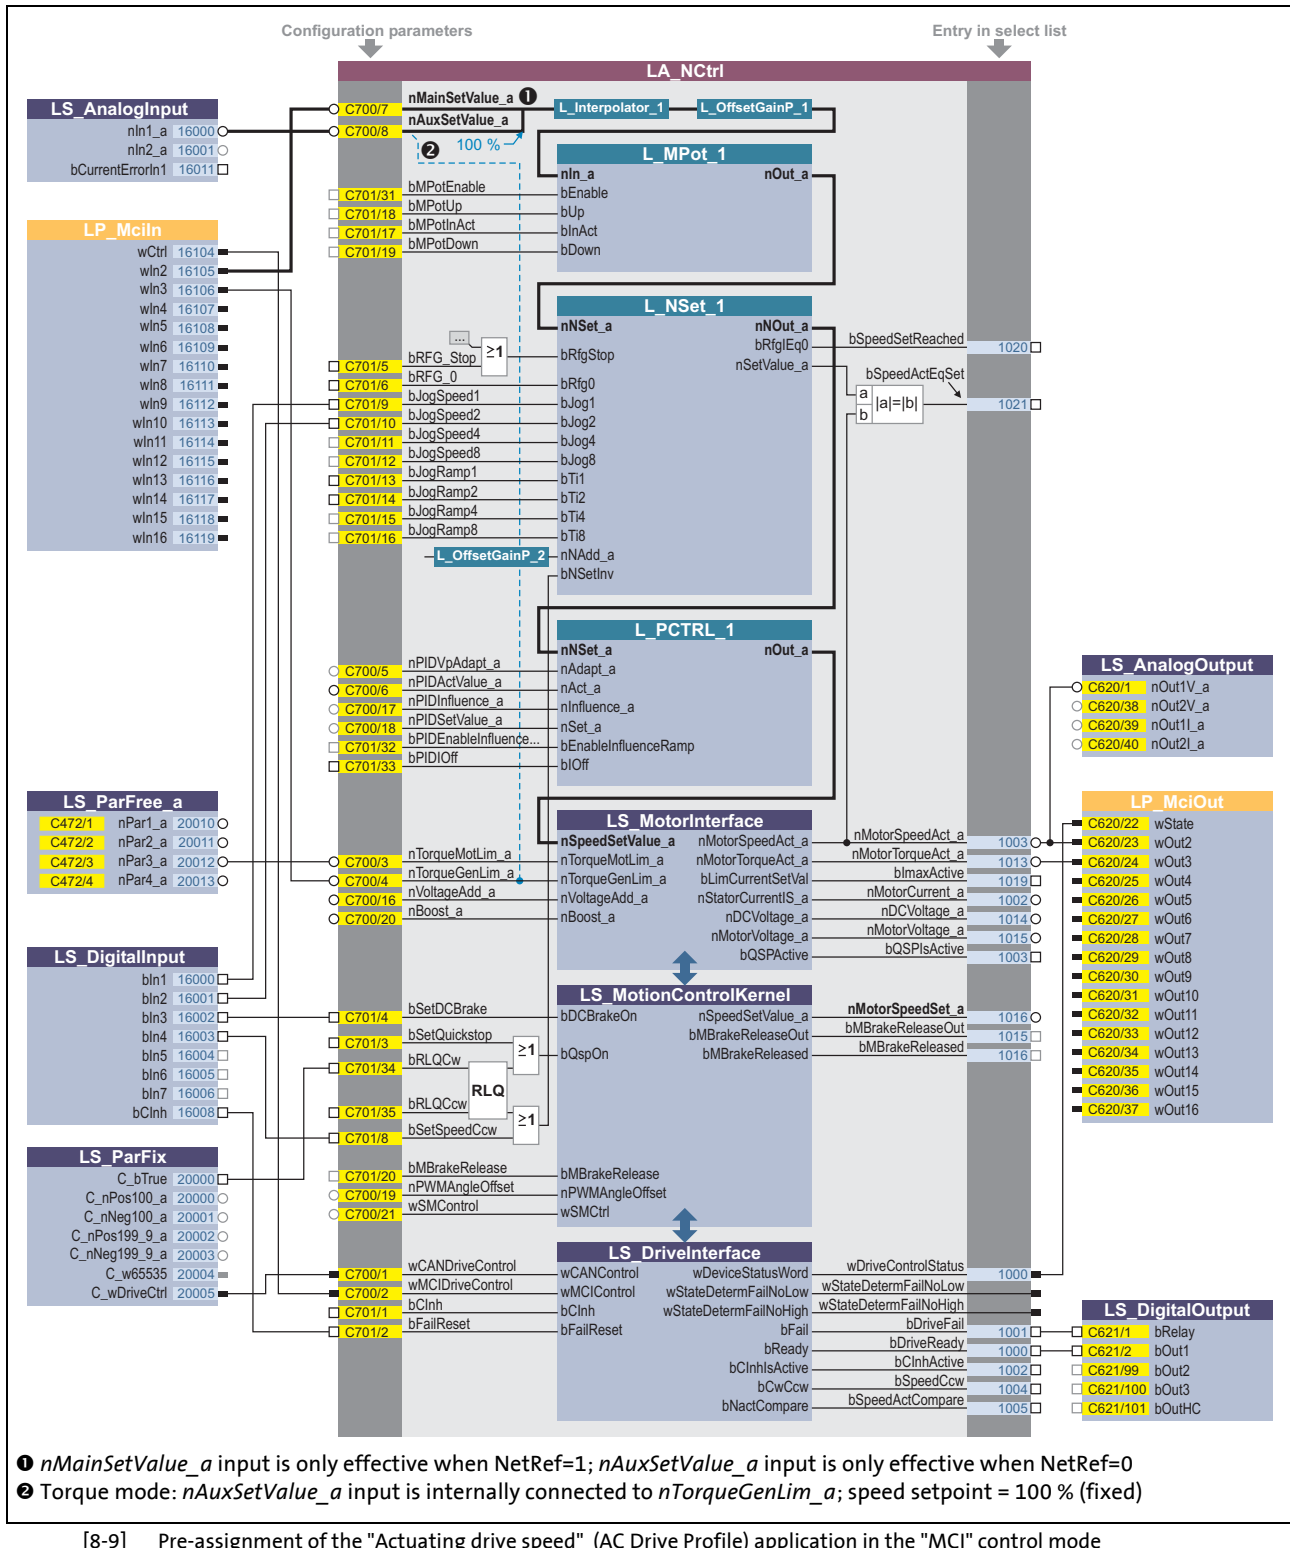 Configuration parameters
Entry in select list
LA_NCtrl
LS_AnalogInput
nIn1_a 16000
nIn2_a 16001
bCurrentErrorIn1 16011
LP_MciIn
wCtrl 16104
wIn2 16105
wIn3 16106
wIn4 16107
wIn5 16108
wIn6 16109
wIn7 16110
wIn8 16111
wIn9 16112
wIn10 16113
wIn11 16114
wIn12 16115
wIn13 16116
wIn14 16117
wIn15 16118
wIn16 16119
LS_ParFree_a
C472/1 nPar1_a 20010
C472/2 nPar2_a 20011
C472/3 nPar3_a 20012
C472/4 nPar4_a 20013
LS_DigitalInput
bIn1 16000
bIn2 16001
bIn3 16002
bIn4 16003
bIn5 16004
bIn6 16005
bIn7 16006
bCInh 16008
LS_ParFix
C_bTrue 20000
C_nPos100_a 20000
C_nNeg100_a 20001
C_nPos199_9_a 20002
C_nNeg199_9_a 20003
C_w65535 20004
C_wDriveCtrl 20005
C700/7 nMainSetValue_a ❶
C700/8 nAuxSetValue_a
❷ 100 %
L_Interpolator_1
L_OffsetGainP_1
C701/31 bMPotEnable
C701/18 bMPotUp
C701/17 bMPotInAct
C701/19 bMPotDown
L_MPot_1
nIn_a nOut_a
bEnable
bUp
bInAct
bDown
...
≥1
C701/5 bRFG_Stop
C701/6 bRFG_0
C701/9 bJogSpeed1
C701/10 bJogSpeed2
C701/11 bJogSpeed4
C701/12 bJogSpeed8
C701/13 bJogRamp1
C701/14 bJogRamp2
C701/15 bJogRamp4
C701/16 bJogRamp8
L_OffsetGainP_2
L_NSet_1
nNSet_a nNOut_a
bRfgIEq0
bRfgStop nSetValue_a
bRfg0
bJog1
bJog2
bJog4
bJog8
bTi1
bTi2
bTi4
bTi8
nNAdd_a
bNSetInv
bSpeedSetReached 1020
bSpeedActEqSet 1021
a
|a|=|b|
b
C700/5 nPIDVpAdapt_a
C700/6 nPIDActValue_a
C700/17 nPIDInfluence_a
C700/18 nPIDSetValue_a
C701/32 bPIDEnableInfluence...
C701/33 bPIDIOff
L_PCTRL_1
nNSet_a nOut_a
nAdapt_a
nAct_a
nInfluence_a
nSet_a
bEnableInfluenceRamp
bIOff
C700/3 nTorqueMotLim_a
C700/4 nTorqueGenLim_a
C700/16 nVoltageAdd_a
C700/20 nBoost_a
LS_MotorInterface
nSpeedSetValue_a nMotorSpeedAct_a
nTorqueMotLim_a nMotorTorqueAct_a
nTorqueGenLim_a bLimCurrentSetVal
nVoltageAdd_a nStatorCurrentIS_a
nBoost_a nDCVoltage_a
nMotorVoltage_a
bQSPActive
nMotorSpeedAct_a 1003
nMotorTorqueAct_a 1013
bImaxActive 1019
nMotorCurrent_a 1002
nDCVoltage_a 1014
nMotorVoltage_a 1015
bQSPIsActive 1003
C701/4 bSetDCBrake
C701/3 bSetQuickstop
C701/34 bRLQCw
C701/35 bRLQCcw
C701/8 bSetSpeedCcw
≥1
RLQ
≥1
C701/20 bMBrakeRelease
C700/19 nPWMAngleOffset
C700/21 wSMControl
LS_MotionControlKernel
bDCBrakeOn nSpeedSetValue_a
bMBrakeReleaseOut
bQspOn bMBrakeReleased
bMBrakeRelease
nPWMAngleOffset
wSMCtrl
nMotorSpeedSet_a 1016
bMBrakeReleaseOut 1015
bMBrakeReleased 1016
C700/1 wCANDriveControl
C700/2 wMCIDriveControl
C701/1 bCInh
C701/2 bFailReset
LS_DriveInterface
wCANControl wDeviceStatusWord
wMCIControl wStateDetermFailNoLow
bCInh wStateDetermFailNoHigh
bFailReset bFail
bReady
bCInhIsActive
bCwCcw
bNactCompare
wDriveControlStatus 1000
wStateDetermFailNoLow
wStateDetermFailNoHigh
bDriveFail 1001
bDriveReady 1000
bCInhActive 1002
bSpeedCcw 1004
bSpeedActCompare 1005
LS_AnalogOutput
C620/1 nOut1V_a
C620/38 nOut2V_a
C620/39 nOut1I_a
C620/40 nOut2I_a
LP_MciOut
C620/22 wState
C620/23 wOut2
C620/24 wOut3
C620/25 wOut4
C620/26 wOut5
C620/27 wOut6
C620/28 wOut7
C620/29 wOut8
C620/30 wOut9
C620/31 wOut10
C620/32 wOut11
C620/33 wOut12
C620/34 wOut13
C620/35 wOut14
C620/36 wOut15
C620/37 wOut16
LS_DigitalOutput
C621/1 bRelay
C621/2 bOut1
C621/99 bOut2
C621/100 bOut3
C621/101 bOutHC
❶ nMainSetValue_a input is only effective when NetRef=1; nAuxSetValue_a input is only effective when NetRef=0
❷ Torque mode: nAuxSetValue_a input is internally connected to nTorqueGenLim_a; speed setpoint = 100 % (fixed)
[8-9] Pre-assignment of the "Actuating drive speed" (AC Drive Profile) application in the "MCI" control mode